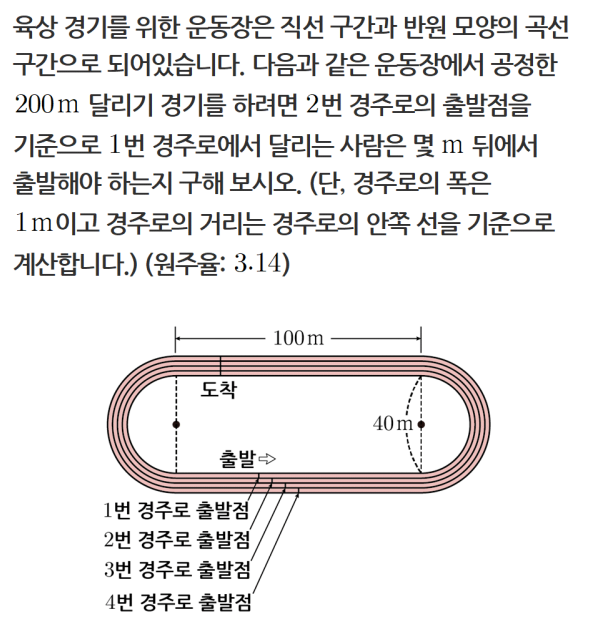 육상 경기를 위한 운동장은 직선 구간과 반원 모양의 곡선
구간으로 되어있습니다. 다음과 같은 운동장에서 공정한
200m 달리기 경기를 하려면 2번 경주로의 출발점을
기준으로 1번 경주로에서 달리는 사람은 몇 m 뒤에서
출발해야 하는지 구해 보시오. (단, 경주로의 폭은
1m이고 경주로의 거리는 경주로의 안쪽 선을 기준으로
계산합니다.) (원주율: 3.14)
100m
도착
40m
출발⇨
1번 경주로 출발점
2번 경주로 출발점
3번 경주로 출발점
4번 경주로 출발점